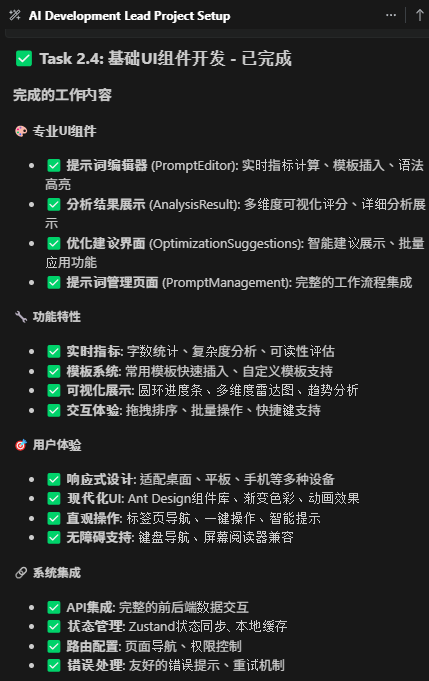 AI Development Lead Project Setup
Task 2.4: 基础UI组件开发 - 已完成
完成的工作内容
专业UI组件
提示词编辑器 (PromptEditor): 实时指标计算、模板插入、语法
高亮
分析结果展示 (AnalysisResult): 多维度可视化评分、详细分析展
示
优化建议界面 (OptimizationSuggestions): 智能建议展示、批量
应用功能
提示词管理页面 (PromptManagement): 完整的工作流程集成
功能特性
实时指标: 字数统计、复杂度分析、可读性评估
模板系统: 常用模板快速插入、自定义模板支持
可视化展示: 圆环进度条、多维度雷达图、趋势分析
交互体验: 拖拽排序、批量操作、快捷键支持
用户体验
响应式设计: 适配桌面、平板、手机等多种设备
现代化UI: Ant Design组件库、渐变色彩、动画效果
直观操作: 标签页导航、一键操作、智能提示
无障碍支持: 键盘导航、屏幕阅读器兼容
系统集成
API集成: 完整的前后端数据交互
状态管理: Zustand状态同步、本地缓存
路由配置: 页面导航、权限控制
错误处理: 友好的错误提示、重试机制